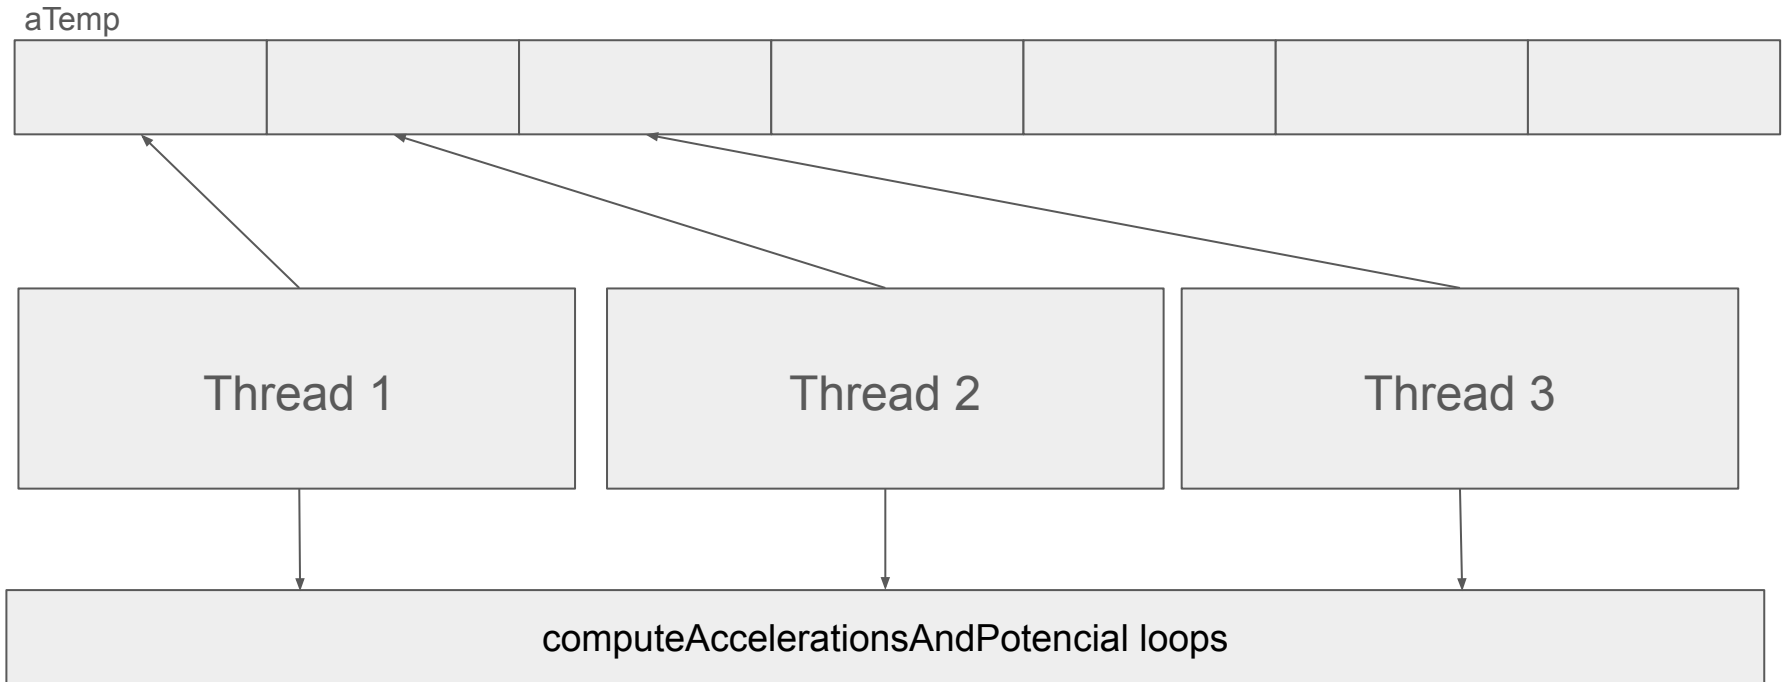 aTemp
Thread 1
Thread 2
Thread 3
computeAccelerationsAndPotencial loops